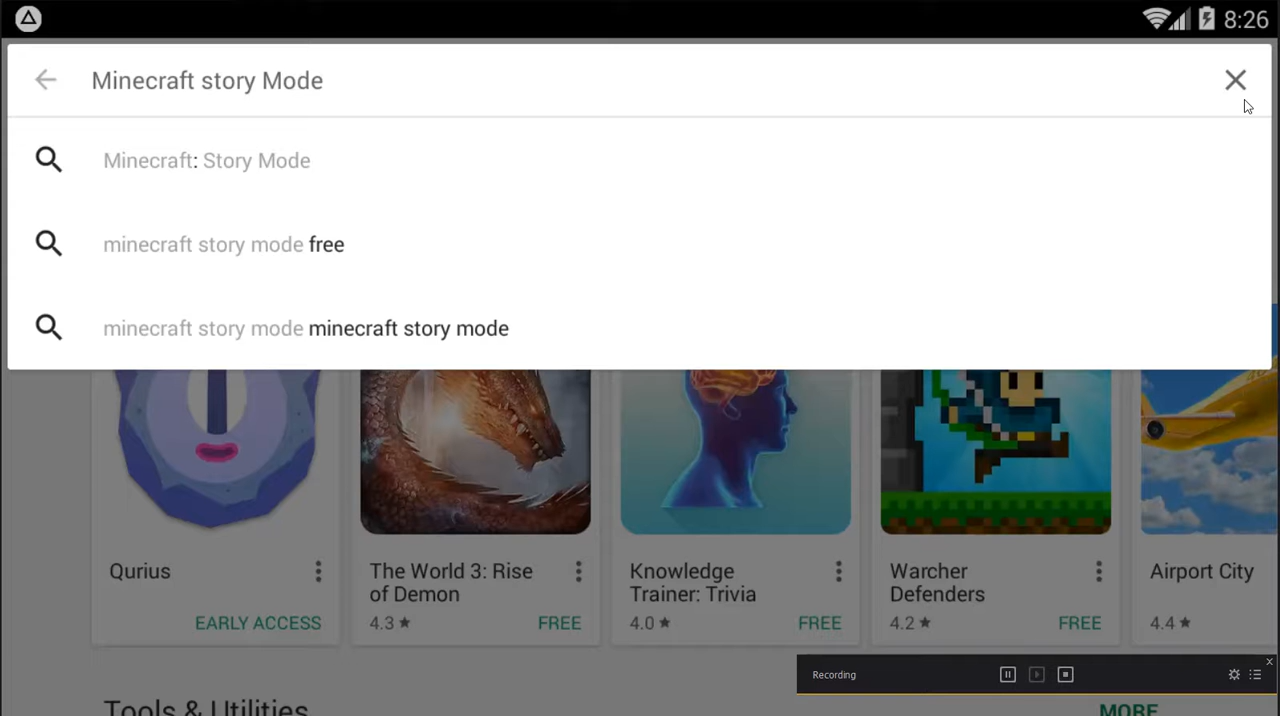 8:26
Minecraft story Mode
Minecraft: Story Mode
minecraft story mode free
minecraft story mode minecraft story mode
Qurius
EARLY ACCESS
The World 3: Rise
of Demon
4.3 ★
FREE
Knowledge
Trainer: Trivia
4.0 ★
FREE
Warcher
Defenders
4.2 ★
FREE
Airport City
4.4 ★
Recording
Tools & Utilities
MORE